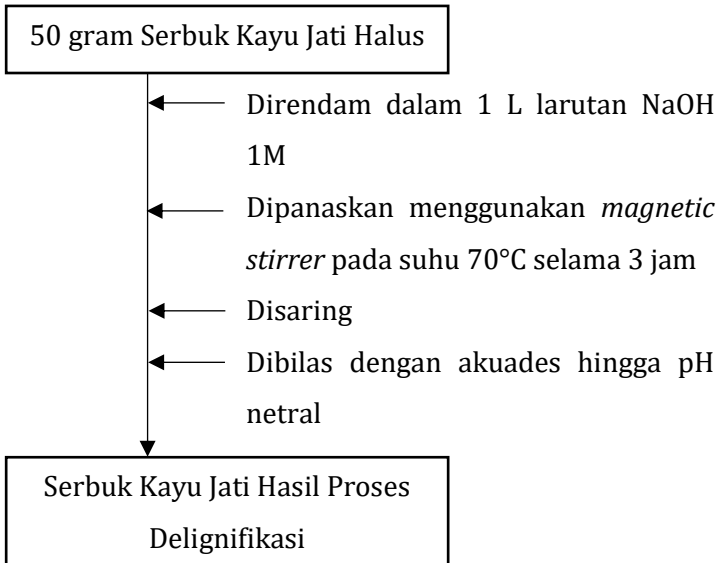 50 gram Serbuk Kayu Jati Halus
Direndam dalam 1 L larutan NaOH
1M
Dipanaskan menggunakan magnetic
stirrer pada suhu 70°C selama 3 jam
Disaring
Dibilas dengan akuades hingga pH
netral
Serbuk Kayu Jati Hasil Proses
Delignifikasi